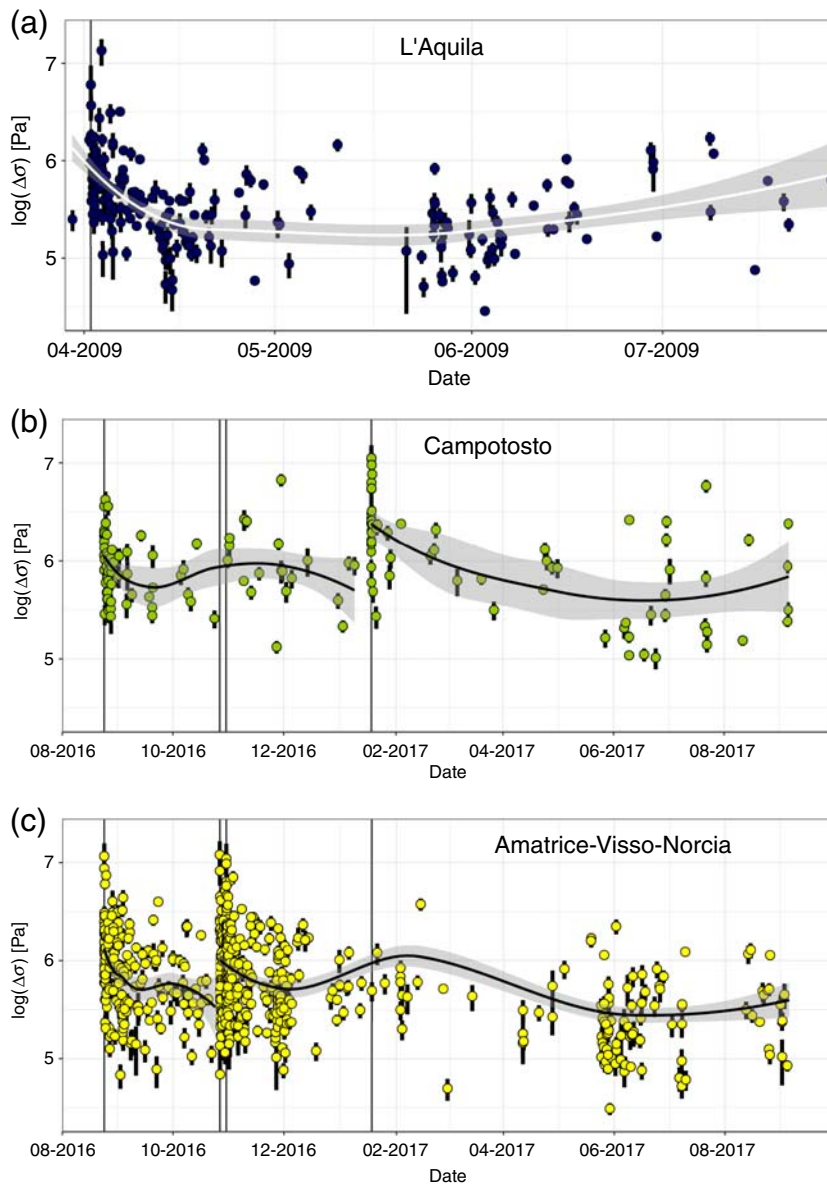 (a)
L'Aquila
log(Δσ) [Pa]
7
6
5
04-2009 05-2009 06-2009 07-2009
Date
(b)
Campotosto
log(Δσ) [Pa]
7
6
5
08-2016 10-2016 12-2016 02-2017 04-2017 06-2017 08-2017
Date
(c)
Amatrice-Visso-Norcia
log(Δσ) [Pa]
7
6
5
08-2016 10-2016 12-2016 02-2017 04-2017 06-2017 08-2017
Date